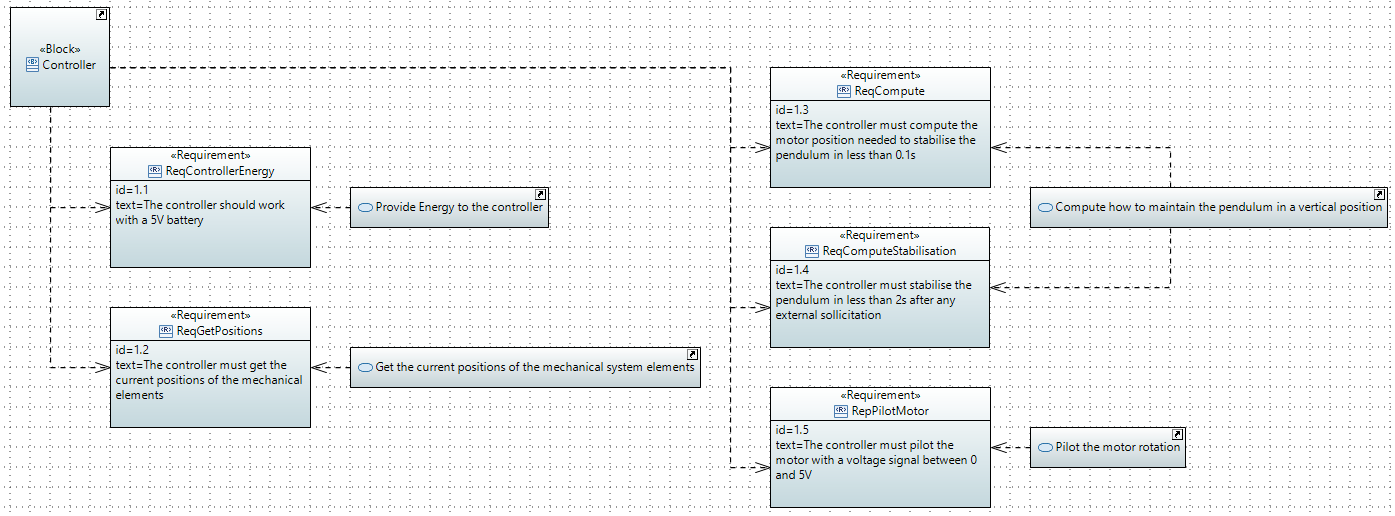 «Block»
Controller
«Requirement»
ReqControllerEnergy
id=1.1
text=The controller should work
with a 5V battery
Provide Energy to the controller
«Requirement»
ReqGetPositions
id=1.2
text=The controller must get the
current positions of the mechanical
elements
Get the current positions of the mechanical system elements
«Requirement»
ReqCompute
id=1.3
text=The controller must compute the
motor position needed to stabilise the
pendulum in less than 0.1s
Compute how to maintain the pendulum in a vertical position
«Requirement»
ReqComputeStabilisation
id=1.4
text=The controller must stabilise the
pendulum in less than 2s after any
external sollicitation
«Requirement»
RepPilotMotor
id=1.5
text=The controller must pilot the
motor with a voltage signal between 0
and 5V
Pilot the motor rotation